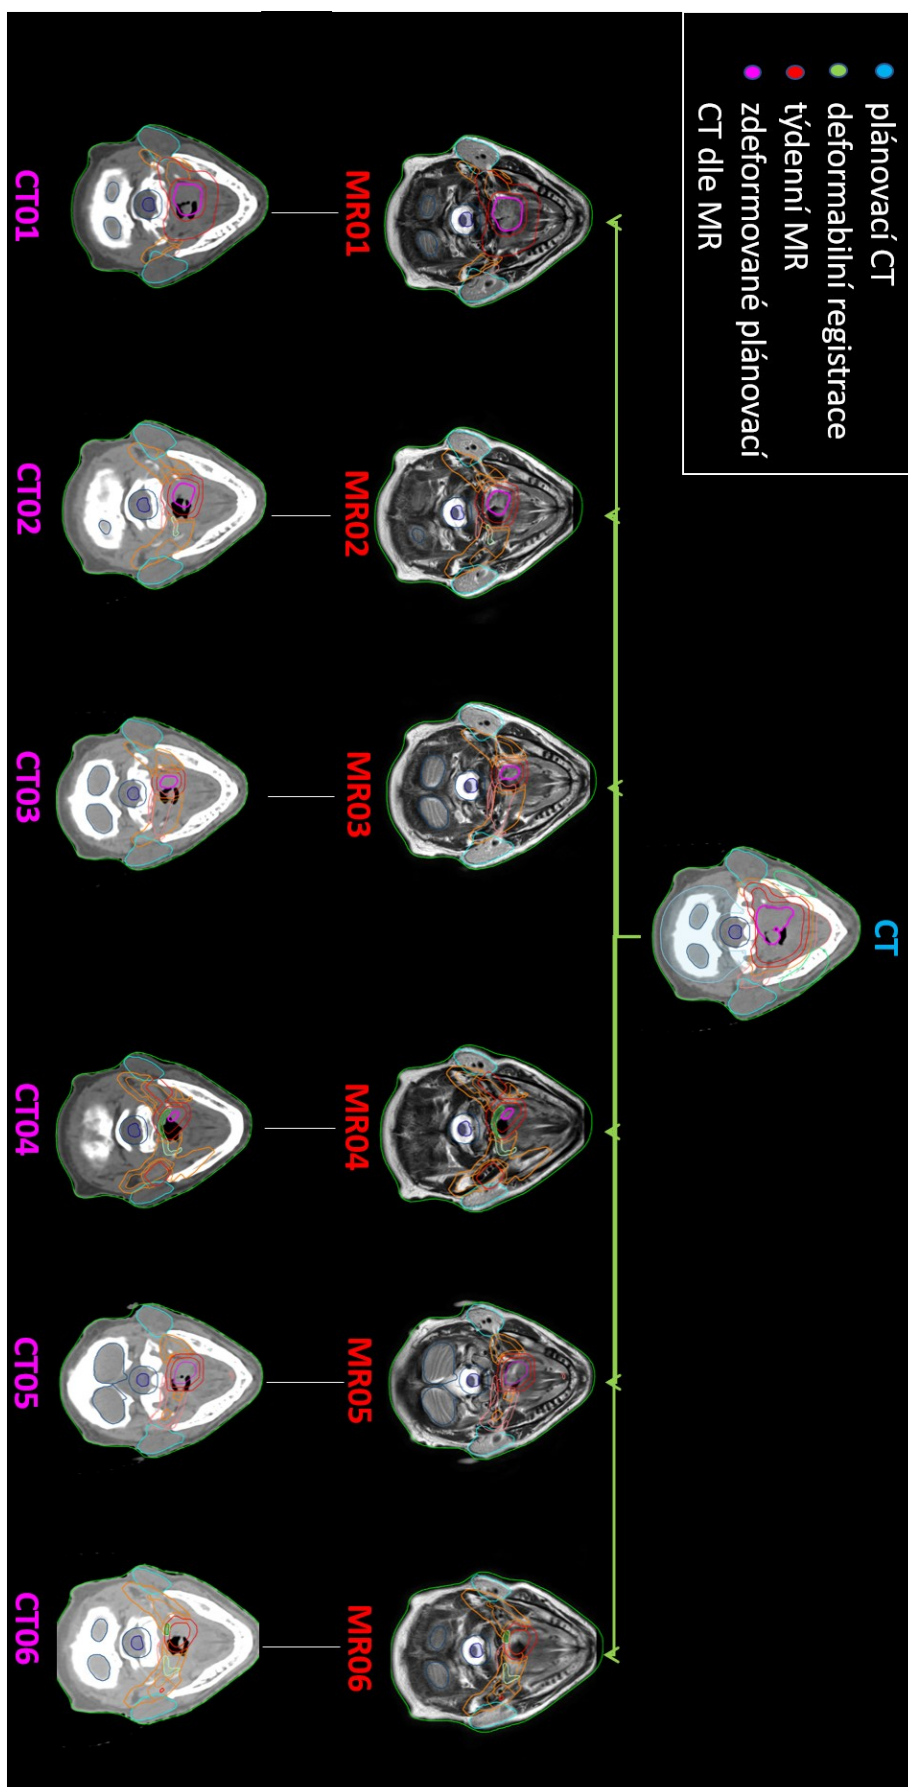 CT
plánovací CT
deformabilní registrace
týdenní MR
zdeformované plánovací
CT dle MR
MR01
MR02
MR03
MR04
MR05
MR06
CT01
CT02
CT03
CT04
CT05
CT06